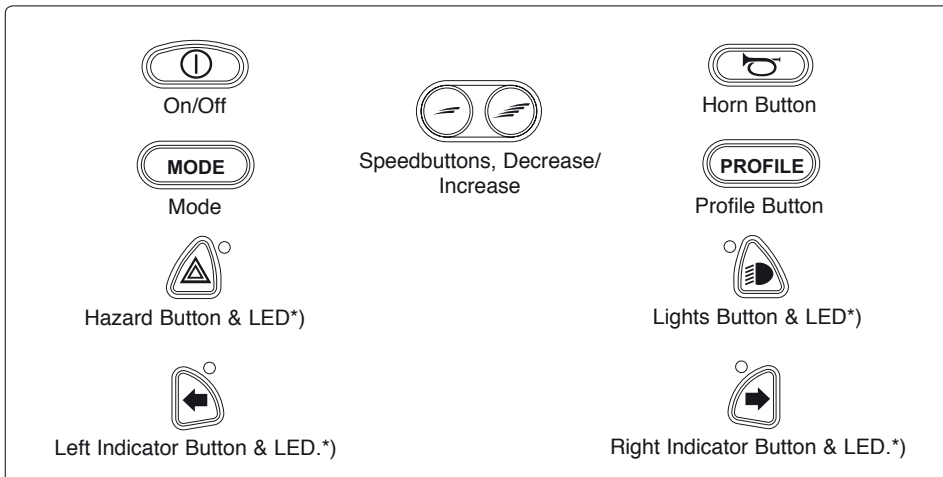 On/Off
Speedbuttons, Decrease/
Increase
Horn Button
MODE
Mode
PROFILE
Profile Button
Hazard Button & LED*)
Lights Button & LED*)
Left Indicator Button & LED.*)
Right Indicator Button & LED.*)